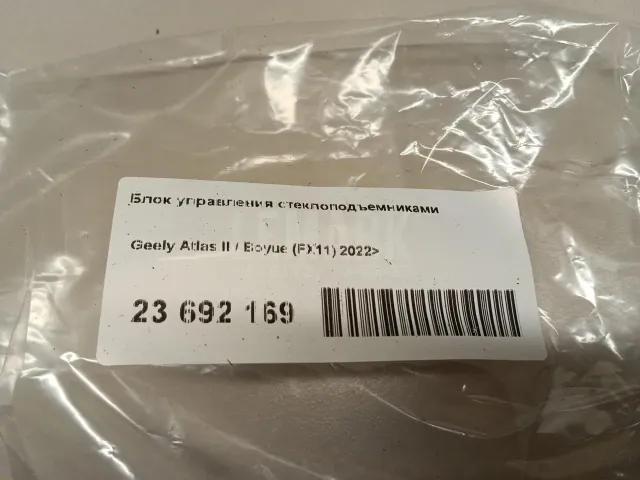 Блок управления стеклоподъемниками
Geely Atlas II / Boyue (FX11) 2022>
23 692 169